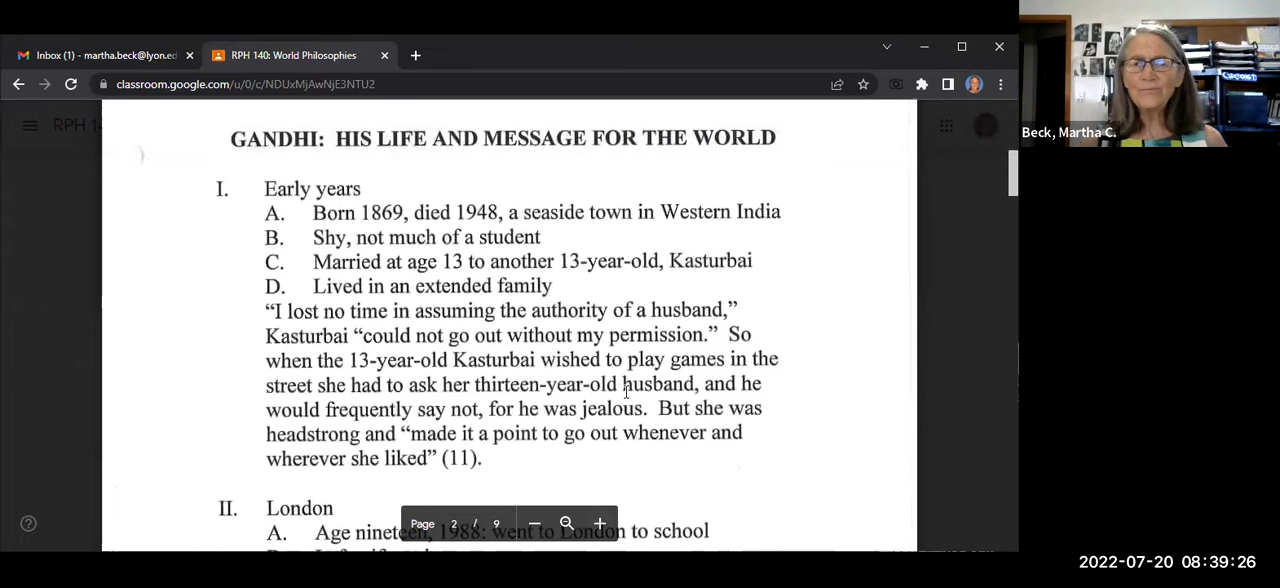 Inbox (1) - martha.beck@lyon.ed
RPH 140: World Philosophies
classroom.google.com/u/0/c/NDUxMjAwNjE3NTU2
RPH 14
Beck, Martha C.
GANDHI: HIS LIFE AND MESSAGE FOR THE WORLD
I. Early years
A. Born 1869, died 1948, a seaside town in Western India
B. Shy, not much of a student
C. Married at age 13 to another 13-year-old, Kasturbai
D. Lived in an extended family
“I lost no time in assuming the authority of a husband,”
Kasturbai “could not go out without my permission.” So
when the 13-year-old Kasturbai wished to play games in the
street she had to ask her thirteen-year-old husband, and he
would frequently say not, for he was jealous. But she was
headstrong and “made it a point to go out whenever and
wherever she liked” (11).
II. London
Page 2 / 9
A. Age nineteen, 1988: went to London to school
2022-07-20 08:39:26